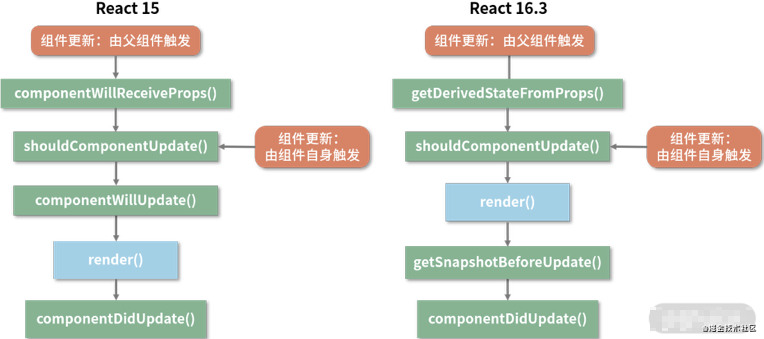 React 15
组件更新：由父组件触发
componentWillReceiveProps()
shouldComponentUpdate()
组件更新：
由组件自身触发
componentWillUpdate()
render()
componentDidUpdate()
React 16.3
组件更新：由父组件触发
getDerivedStateFromProps()
shouldComponentUpdate()
组件更新：
由组件自身触发
render()
getSnapshotBeforeUpdate()
componentDidUpdate()
@掘金技术社区